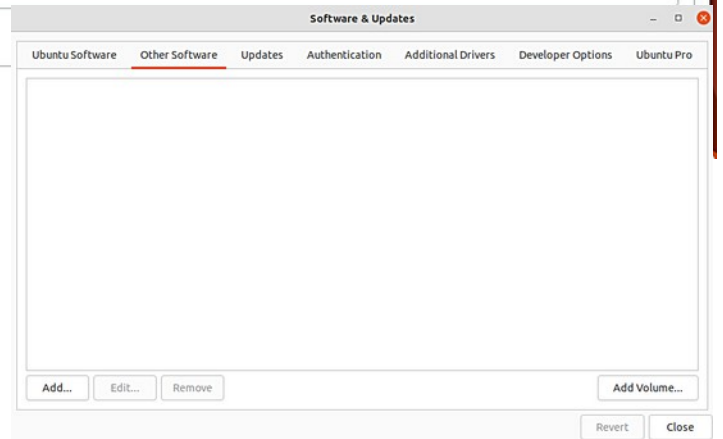 Software & Updates
Ubuntu Software Other Software Updates Authentication Additional Drivers Developer Options Ubuntu Pro
Add... Edit... Remove Add Volume...
Revert Close